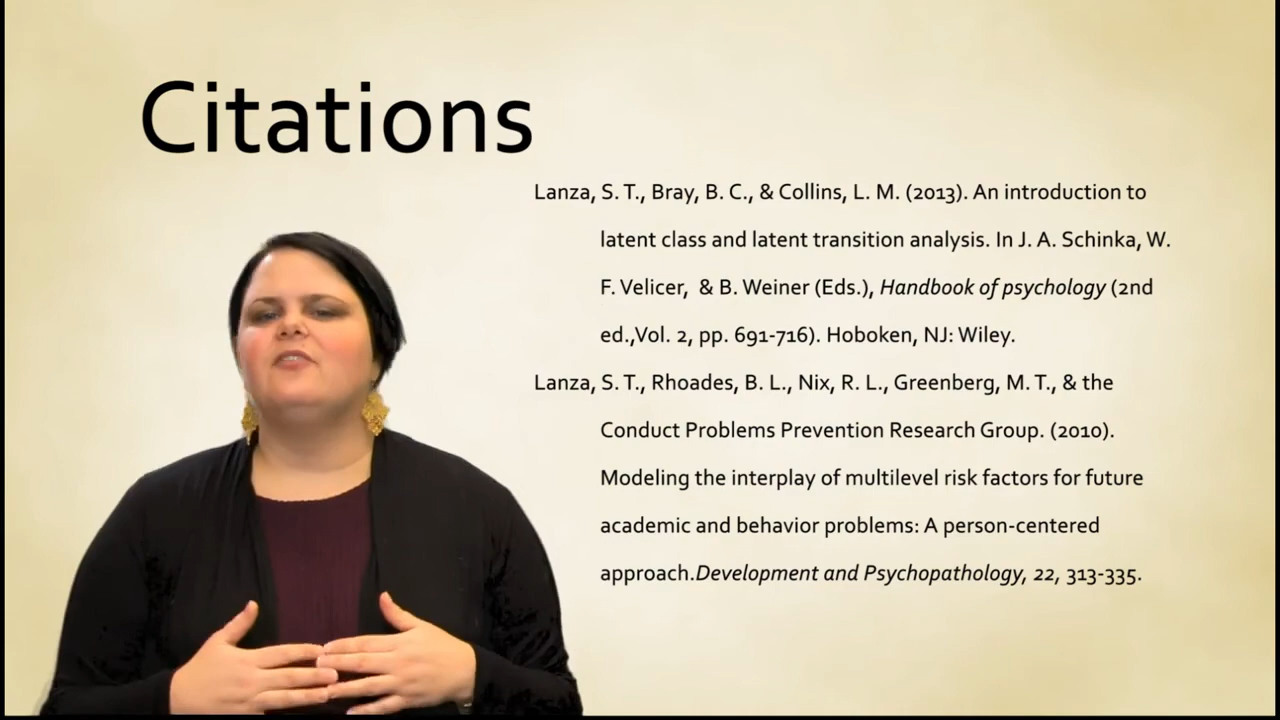 Citations
Lanza, S. T., Bray, B. C., & Collins, L. M. (2013). An introduction to
latent class and latent transition analysis. In J. A. Schinka, W.
F. Velicer,  & B. Weiner (Eds.), Handbook of psychology (2nd
ed.,Vol. 2, pp. 691-716). Hoboken, NJ: Wiley.
Lanza, S. T., Rhoades, B. L., Nix, R. L., Greenberg, M. T., & the
Conduct Problems Prevention Research Group. (2010).
Modeling the interplay of multilevel risk factors for future
academic and behavior problems: A person-centered
approach.Development and Psychopathology, 22, 313-335.